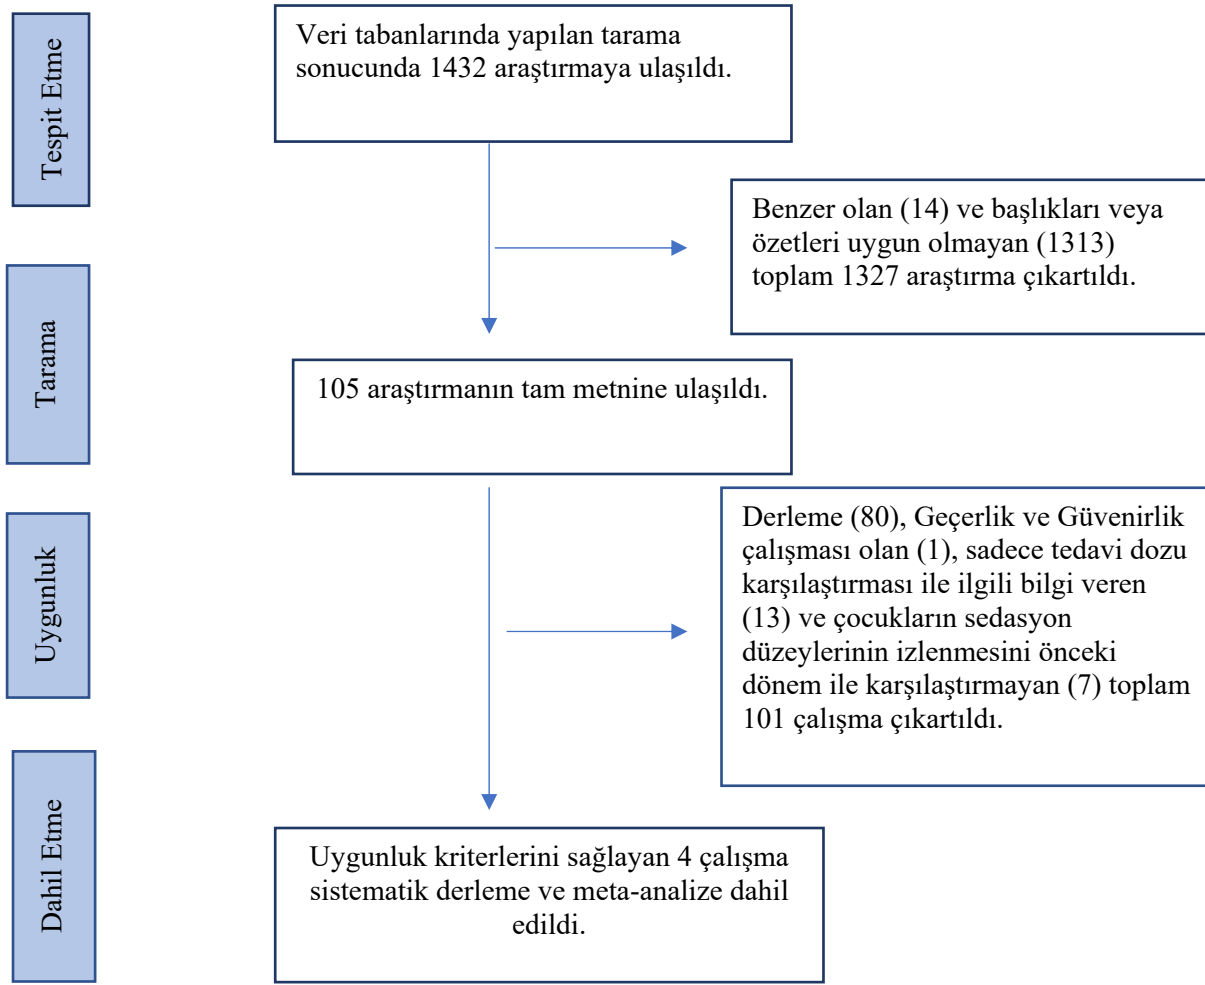 Tespit Etme
Veri tabanlarında yapılan tarama
sonucunda 1432 araştırmaya ulaşıldı.
Benzer olan (14) ve başlıkları veya
özetleri uygun olmayan (1313)
toplam 1327 araştırma çıkartıldı.
Tarama
105 araştırmanın tam metnine ulaşıldı.
Uygunluk
Derleme (80), Geçerlik ve Güvenirlik
çalışması olan (1), sadece tedavi dozu
karşılaştırması ile ilgili bilgi veren
(13) ve çocukların sedasyon
düzeylerinin izlenmesini önceki
dönem ile karşılaştırmayan (7) toplam
101 çalışma çıkartıldı.
Dahil Etme
Uygunluk kriterlerini sağlayan 4 çalışma
sistematik derleme ve meta-analize dahil
edildi.